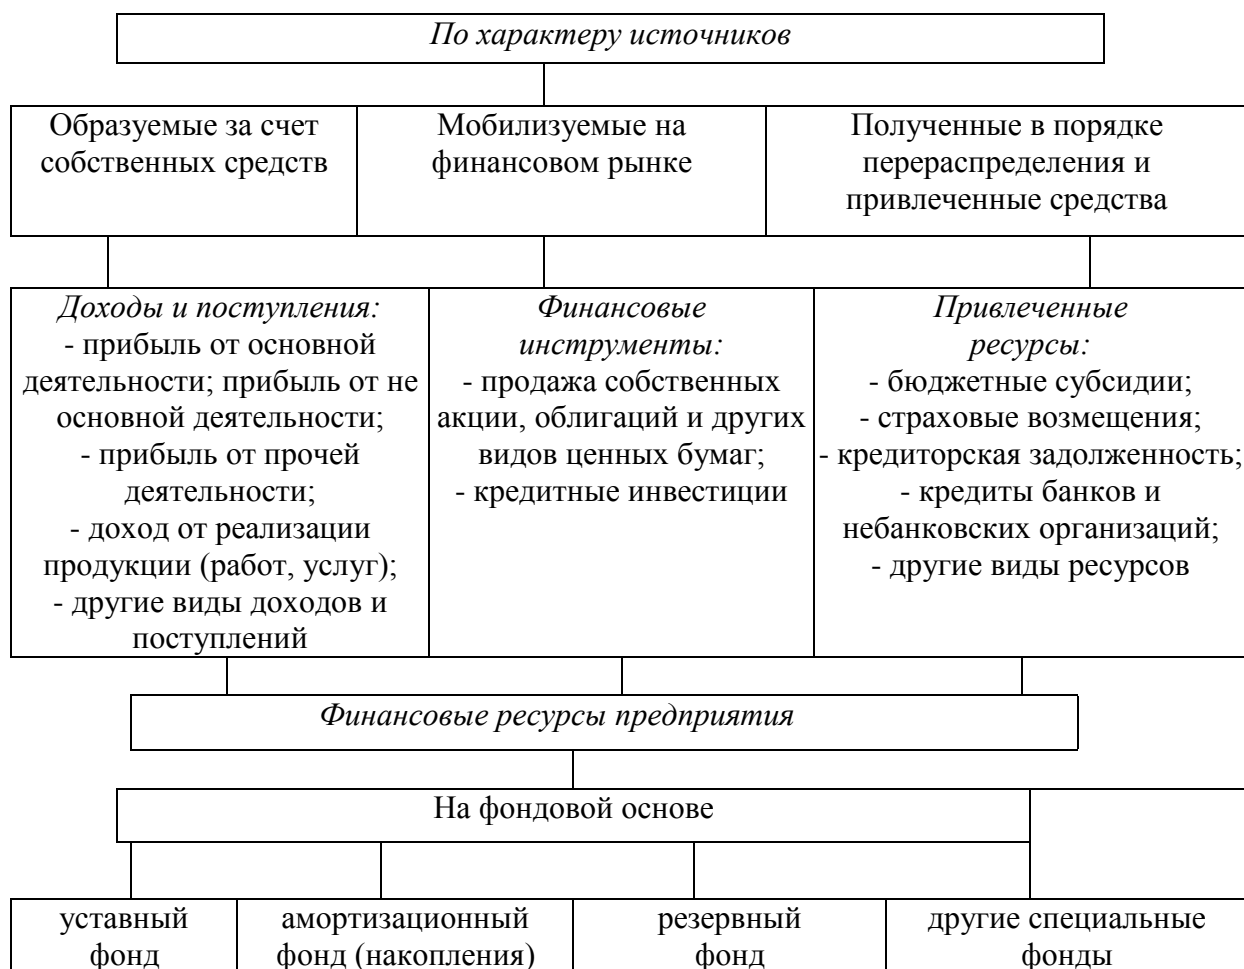 По характеру источников
Образуемые за счет
собственных средств
Мобилизуемые на
финансовом рынке
Полученные в порядке
перераспределения и
привлеченные средства
Доходы и поступления:
- прибыль от основной
деятельности; прибыль от не
основной деятельности;
- прибыль от прочей
деятельности;
- доход от реализации
продукции (работ, услуг);
- другие виды доходов и
поступлений
Финансовые
инструменты:
- продажа собственных
акции, облигаций и других
видов ценных бумаг;
- кредитные инвестиции
Привлеченные
ресурсы:
- бюджетные субсидии;
- страховые возмещения;
- кредиторская задолженность;
- кредиты банков и
небанковских организаций;
- другие виды ресурсов
Финансовые ресурсы предприятия
На фондовой основе
уставный
фонд
амортизационный
фонд (накопления)
резервный
фонд
другие специальные
фонды